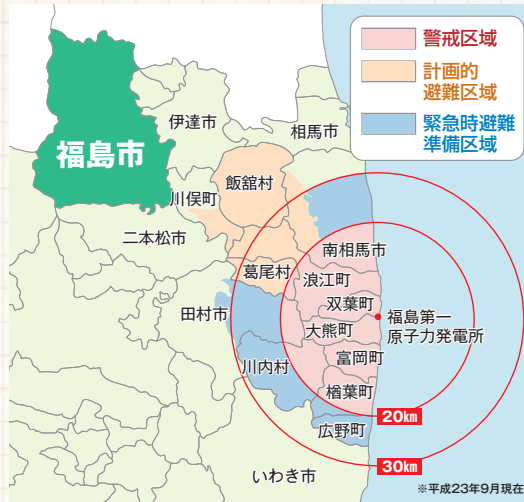 警戒区域
計画的
避難区域
緊急時避難
準備区域
伊達市
相馬市
福島市
飯舘村
川俣町
二本松市
南相馬市
葛尾村
浪江町
双葉町
田村市
福島第一
原子力発電所
大熊町
富岡町
川内村
楢葉町
20km
広野町
30km
いわき市
※平成23年9月現在